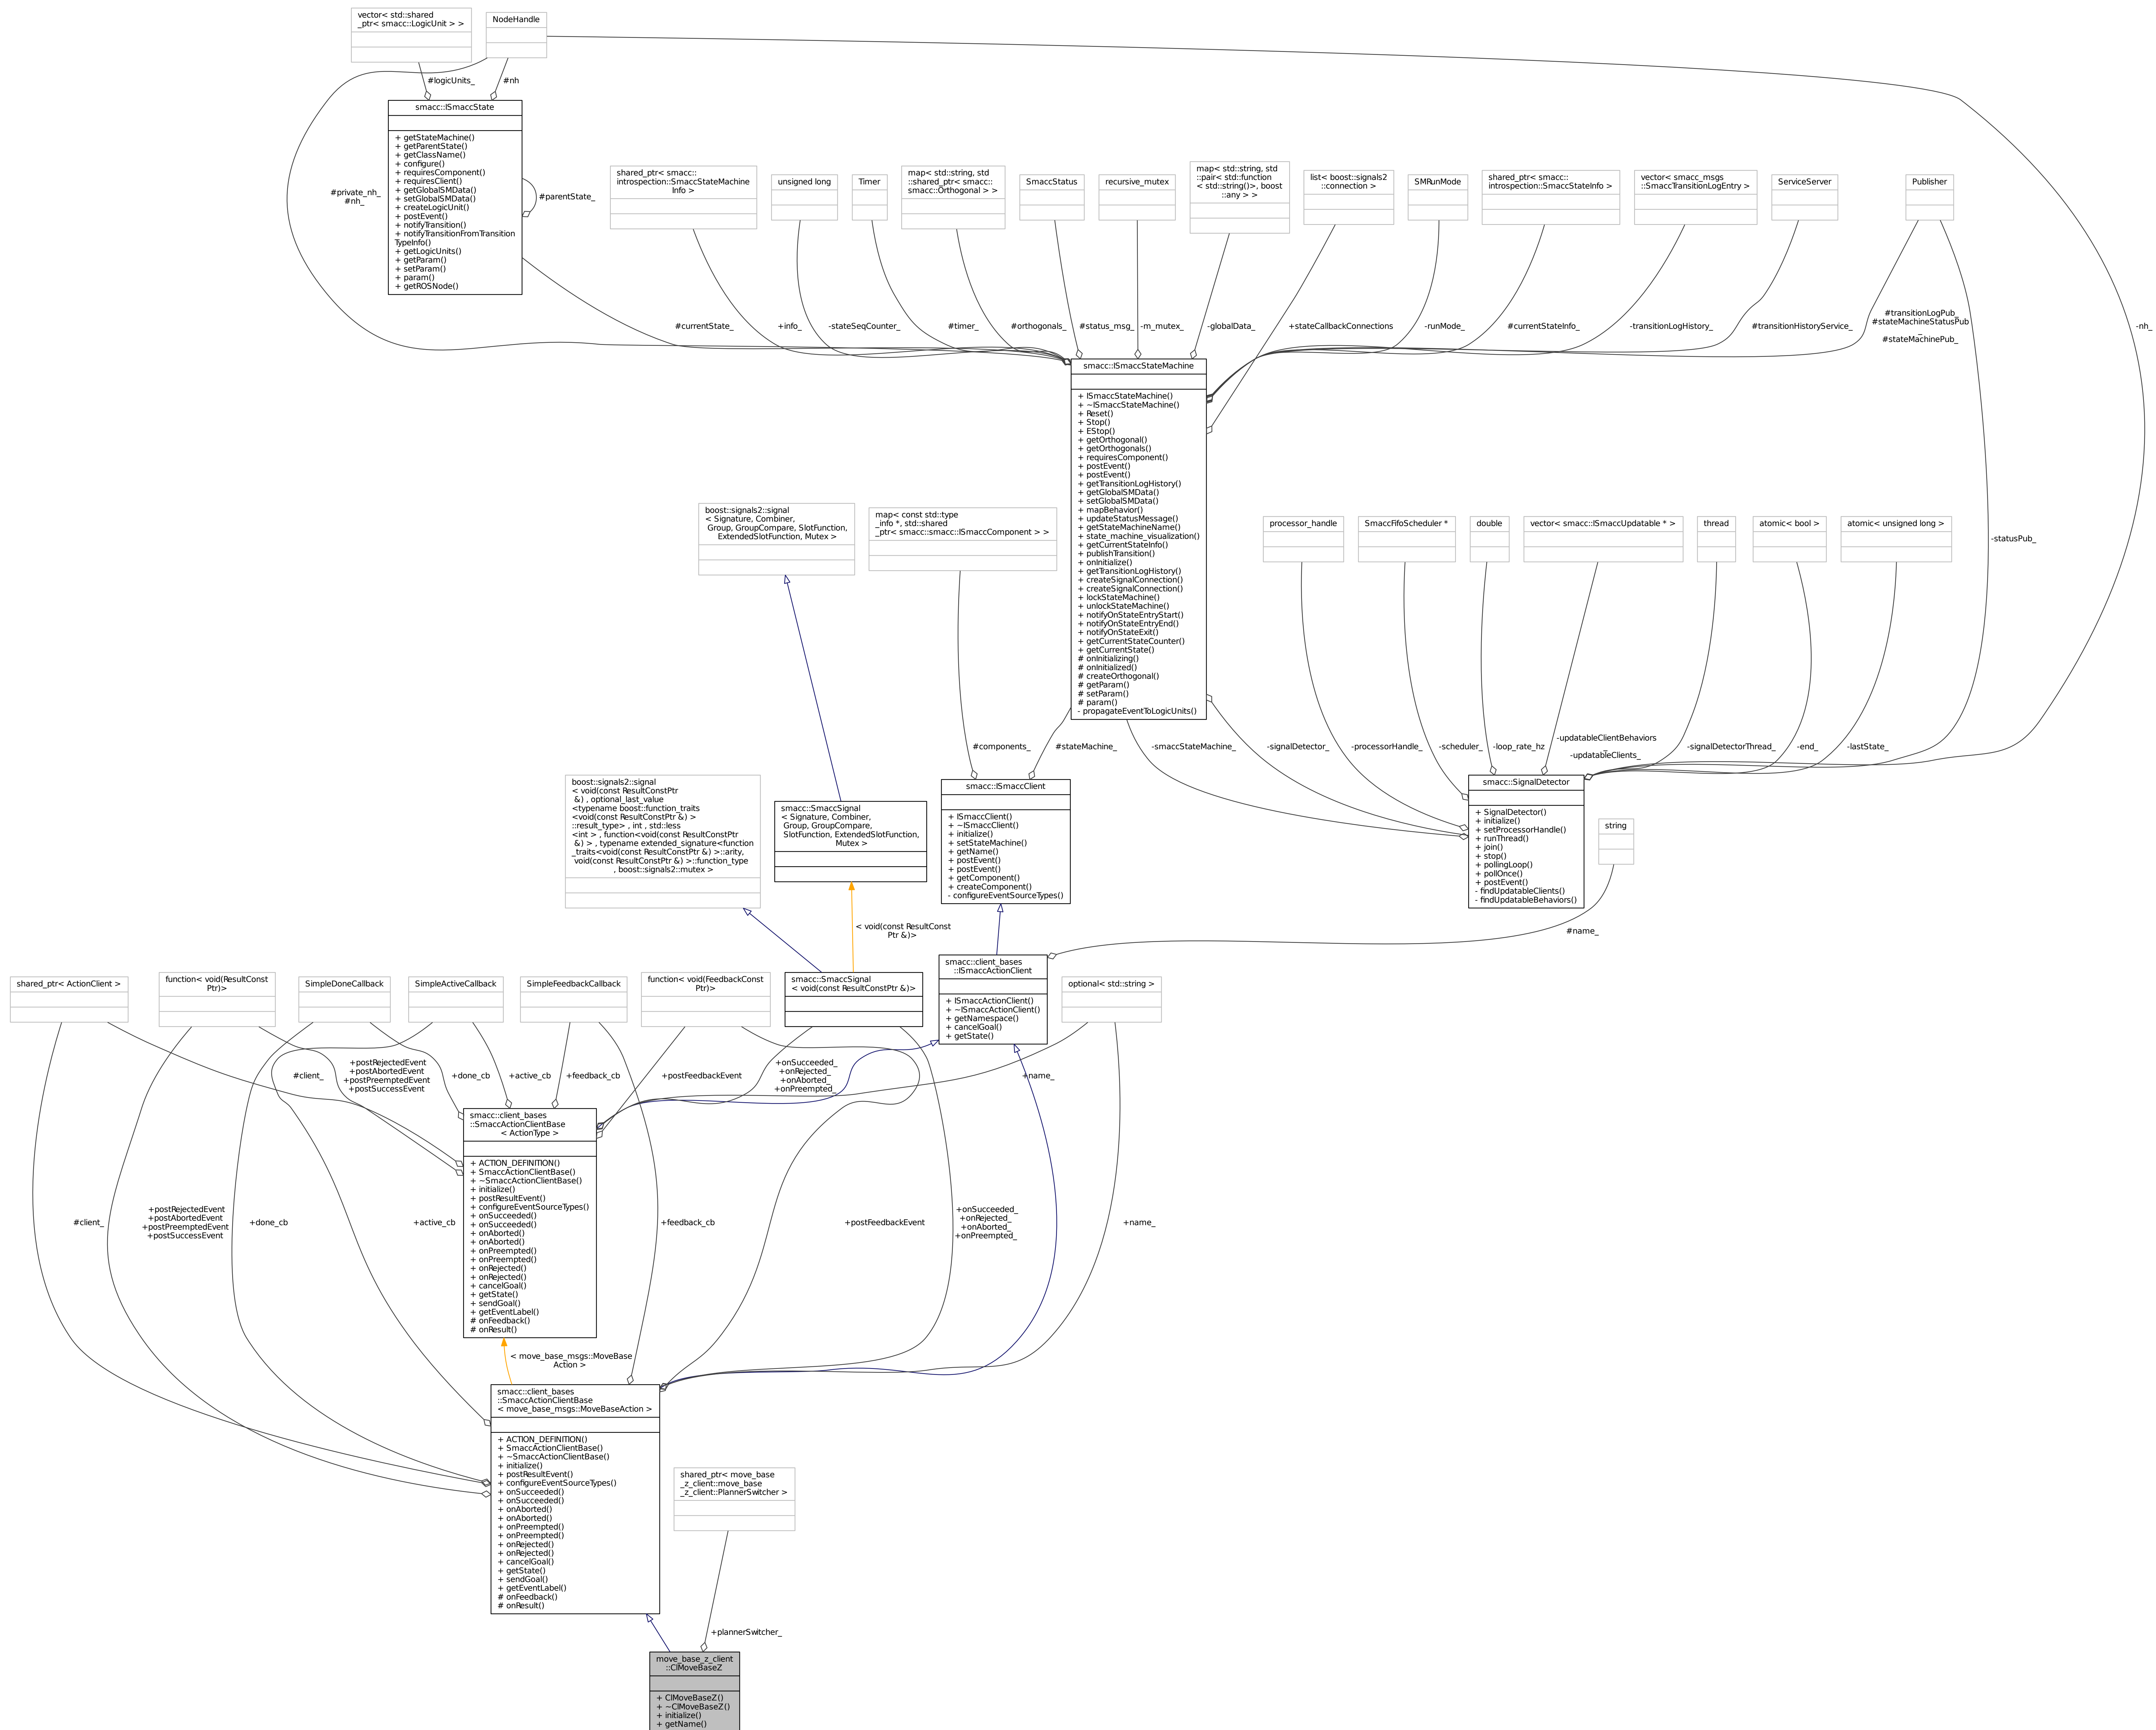 vector< std::shared
_ptr< smacc::LogicUnit > >
NodeHandle
#logicUnits_
#nh
smacc::ISmaccState
+ getStateMachine()
+ getParentState()
+ getClassName()
+ configure()
+ requiresComponent()
+ requiresClient()
+ getGlobalSMData()
+ setGlobalSMData()
+ createLogicUnit()
+ postEvent()
+ notifyTransition()
+ notifyTransitionFromTransition
TypeInfo()
+ getLogicUnits()
+ getParam()
+ setParam()
+ param()
+ getROSNode()
#private_nh_
#nh_
#parentState_
shared_ptr< smacc::
introspection::SmaccStateMachine
Info >
unsigned long
Timer
map< std::string, std
::shared_ptr< smacc::
smacc::Orthogonal > >
SmaccStatus
recursive_mutex
map< std::string, std
::pair< std::function
< std::string()>, boost
::any > >
list< boost::signals2
::connection >
SMRunMode
shared_ptr< smacc::
introspection::SmaccStateInfo >
vector< smacc_msgs
::SmaccTransitionLogEntry >
ServiceServer
Publisher
#currentState_
+info_
-stateSeqCounter_
#timer_
#orthogonals_
#status_msg_
-m_mutex_
-globalData_
+stateCallbackConnections
-runMode_
#currentStateInfo_
-transitionLogHistory_
#transitionHistoryService_
#transitionLogPub_
#stateMachineStatusPub
_
#stateMachinePub_
-nh_
smacc::ISmaccStateMachine
+ ISmaccStateMachine()
+ ~ISmaccStateMachine()
+ Reset()
+ Stop()
+ EStop()
+ getOrthogonal()
+ getOrthogonals()
+ requiresComponent()
+ postEvent()
+ postEvent()
+ getTransitionLogHistory()
+ getGlobalSMData()
+ setGlobalSMData()
+ mapBehavior()
+ updateStatusMessage()
+ getStateMachineName()
+ state_machine_visualization()
+ getCurrentStateInfo()
+ publishTransition()
+ onInitialize()
+ getTransitionLogHistory()
+ createSignalConnection()
+ createSignalConnection()
+ lockStateMachine()
+ unlockStateMachine()
+ notifyOnStateEntryStart()
+ notifyOnStateEntryEnd()
+ notifyOnStateExit()
+ getCurrentStateCounter()
+ getCurrentState()
# onInitializing()
# onInitialized()
# createOrthogonal()
# getParam()
# setParam()
# param()
- propagateEventToLogicUnits()
boost::signals2::signal
< Signature, Combiner,
Group, GroupCompare, SlotFunction,
ExtendedSlotFunction, Mutex >
map< const std::type
_info *, std::shared
_ptr< smacc::smacc::ISmaccComponent > >
processor_handle
SmaccFifoScheduler *
double
vector< smacc::ISmaccUpdatable * >
thread
atomic< bool >
atomic< unsigned long >
-statusPub_
#components_
#stateMachine_
-smaccStateMachine_
-signalDetector_
-processorHandle_
-scheduler_
-loop_rate_hz
-updatableClientBehaviors
_
-updatableClients_
-signalDetectorThread_
-end_
-lastState_
boost::signals2::signal
< void(const ResultConstPtr
&) , optional_last_value
<typename boost::function_traits
<void(const ResultConstPtr &) >
::result_type> , int , std::less
<int > , function<void(const ResultConstPtr
&) > , typename extended_signature<function
_traits<void(const ResultConstPtr &) >::arity,
void(const ResultConstPtr &) >::function_type
, boost::signals2::mutex >
smacc::SmaccSignal
< Signature, Combiner,
Group, GroupCompare,
SlotFunction, ExtendedSlotFunction,
Mutex >
smacc::ISmaccClient
+ ISmaccClient()
+ ~ISmaccClient()
+ initialize()
+ setStateMachine()
+ getName()
+ postEvent()
+ postEvent()
+ getComponent()
+ createComponent()
- configureEventSourceTypes()
smacc::SignalDetector
+ SignalDetector()
+ initialize()
+ setProcessorHandle()
+ runThread()
+ join()
+ stop()
+ pollingLoop()
+ pollOnce()
+ postEvent()
- findUpdatableClients()
- findUpdatableBehaviors()
string
< void(const ResultConst
Ptr &)>
#name_
shared_ptr< ActionClient >
function< void(ResultConst
Ptr)>
SimpleDoneCallback
SimpleActiveCallback
SimpleFeedbackCallback
function< void(FeedbackConst
Ptr)>
smacc::SmaccSignal
< void(const ResultConstPtr &)>
smacc::client_bases
::ISmaccActionClient
+ ISmaccActionClient()
+ ~ISmaccActionClient()
+ getNamespace()
+ cancelGoal()
+ getState()
optional< std::string >
#client_
+postRejectedEvent
+postAbortedEvent
+postPreemptedEvent
+postSuccessEvent
+done_cb
+active_cb
+feedback_cb
+postFeedbackEvent
+onSucceeded_
+onRejected_
+onAborted_
+onPreempted_
+name_
smacc::client_bases
::SmaccActionClientBase
< ActionType >
+ ACTION_DEFINITION()
+ SmaccActionClientBase()
+ ~SmaccActionClientBase()
+ initialize()
+ postResultEvent()
+ configureEventSourceTypes()
+ onSucceeded()
+ onSucceeded()
+ onAborted()
+ onAborted()
+ onPreempted()
+ onPreempted()
+ onRejected()
+ onRejected()
+ cancelGoal()
+ getState()
+ sendGoal()
+ getEventLabel()
# onFeedback()
# onResult()
#client_
+postRejectedEvent
+postAbortedEvent
+postPreemptedEvent
+postSuccessEvent
+done_cb
+active_cb
+feedback_cb
+postFeedbackEvent
+onSucceeded_
+onRejected_
+onAborted_
+onPreempted_
+name_
< move_base_msgs::MoveBase
Action >
smacc::client_bases
::SmaccActionClientBase
< move_base_msgs::MoveBaseAction >
+ ACTION_DEFINITION()
+ SmaccActionClientBase()
+ ~SmaccActionClientBase()
+ initialize()
+ postResultEvent()
+ configureEventSourceTypes()
+ onSucceeded()
+ onSucceeded()
+ onAborted()
+ onAborted()
+ onPreempted()
+ onPreempted()
+ onRejected()
+ onRejected()
+ cancelGoal()
+ getState()
+ sendGoal()
+ getEventLabel()
# onFeedback()
# onResult()
shared_ptr< move_base
_z_client::move_base
_z_client::PlannerSwitcher >
+plannerSwitcher_
move_base_z_client
::ClMoveBaseZ
+ ClMoveBaseZ()
+ ~ClMoveBaseZ()
+ initialize()
+ getName()